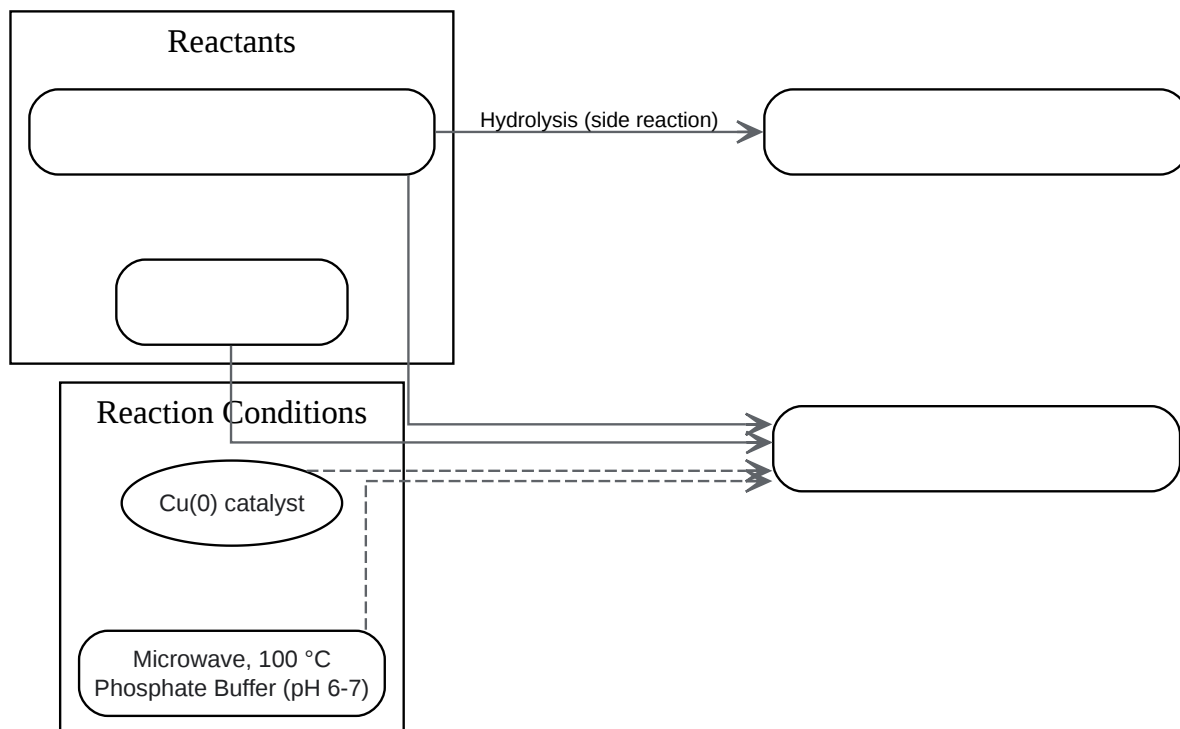 Reactants
Hydrolysis (side reaction)
Reaction Conditions
Cu(0) catalyst
Microwave, 100 °C
Phosphate Buffer (pH 6-7)